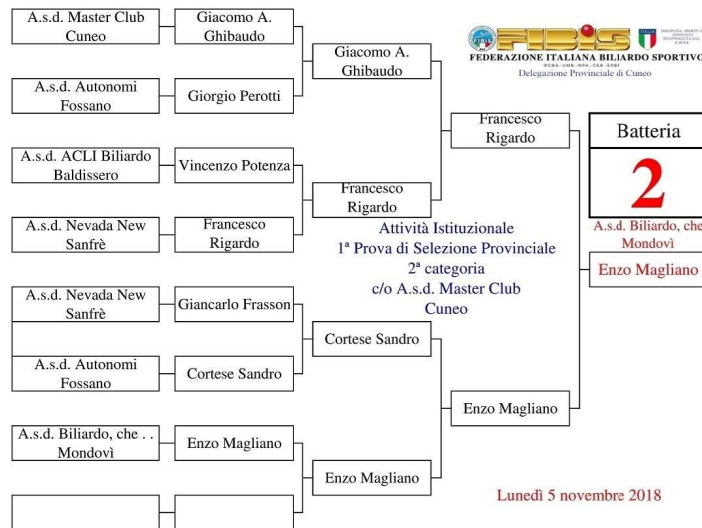 A.s.d. Master Club
Cuneo
Giacomo A.
Ghibaudo
A.s.d. Autonomi
Fossano
Giorgio Perotti
Giacomo A.
Ghibaudo
A.s.d. ACLI Biliardo
Baldissero
Vincenzo Potenza
A.s.d. Nevada New
Sanfrè
Francesco
Rigardo
Francesco
Rigardo
Francesco
Rigardo
A.s.d. Nevada New
Sanfrè
Giancarlo Frasson
A.s.d. Autonomi
Fossano
Cortese Sandro
Cortese Sandro
A.s.d. Biliardo, che . .
Mondovì
Enzo Magliano
Enzo Magliano
Enzo Magliano
FIBIS
FEDERAZIONE ITALIANA BILIARDO SPORTIVO
Delegazione Provinciale di Cuneo
Batteria
2
A.s.d. Biliardo, che
Mondovì
Enzo Magliano
Attività Istituzionale
1ª Prova di Selezione Provinciale
2ª categoria
c/o A.s.d. Master Club
Cuneo
Lunedì 5 novembre 2018